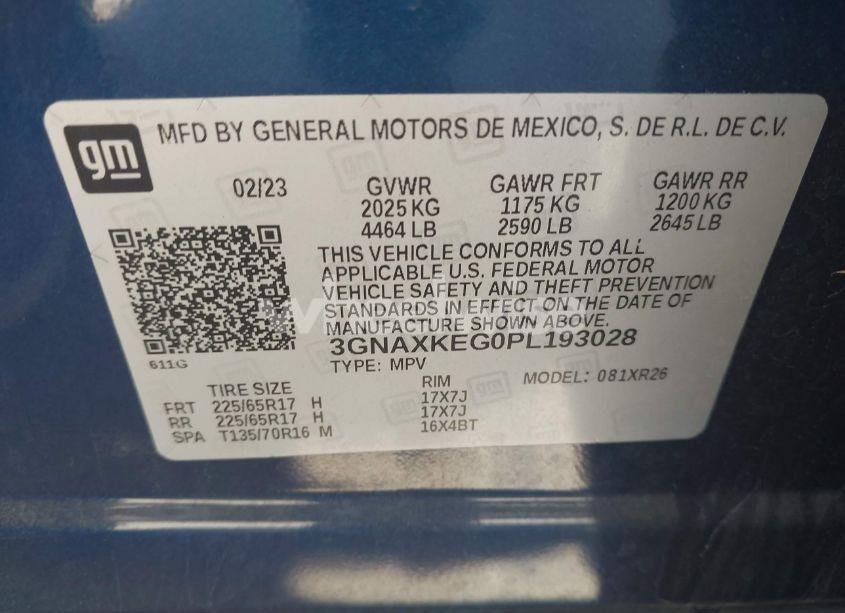 gm
MFD BY GENERAL MOTORS DE MEXICO, S. DE R.L. DE C.V.
02/23 GVWR GAWR FRT GAWR RR
2025 KG 1175 KG 1200 KG
4464 LB 2590 LB 2645 LB
THIS VEHICLE CONFORMS TO ALL
APPLICABLE U.S. FEDERAL MOTOR
VEHICLE SAFETY AND THEFT PREVENTION
STANDARDS IN EFFECT ON THE DATE OF
MANUFACTURE SHOWN ABOVE.
3GNAXKEG0PL193028
611G
TYPE: MPV MODEL: 081XR26
TIRE SIZE RIM
FRT 225/65R17 H 17X7J
RR 225/65R17 H 17X7J
SPA T135/70R16 M 16X4BT